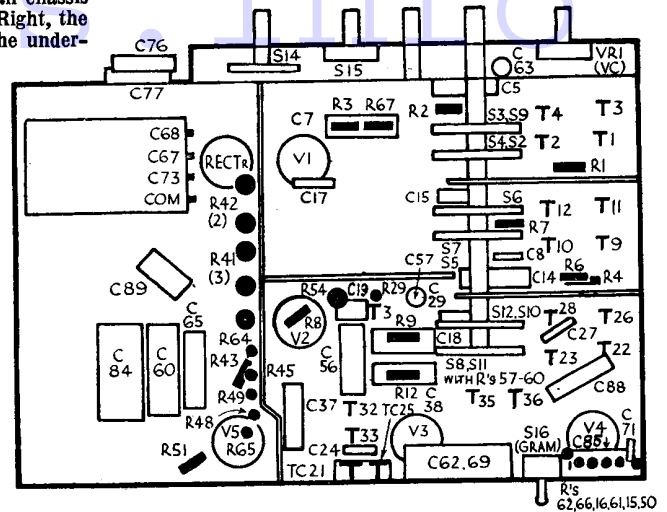 Right, the
he under-
C76
C77
S14
S15
C
63
VR1
(VC)
C5
R3 R67
C7
R2
S3,S9
T4
T3
S4,S2
T2
T1
R1
C68
C67
C73
COM
RECTR
V1
C17
R42
(2)
C15
S6
T12
T11
R7
T10
T9
S7
S5
C8
C14
R6
R4
R41
(3)
C57
C89
R54
C19
R29
C
29
T3
S12,S10
T28
T26
C27
R8
V2
R9
C18
T23
T22
C
65
C
84
C
60
R64
R43
R45
C
56
S8,S11
WITH R'S 57-60
C88
R12
C
38
T35
T36
R49
R48
C37
T32
TC25
T33
V5
R65
C24
V3
S16
(GRAM)
V4
C85
C
71
R51
TC21
C62,69
R's
62,66,16,61,15,50